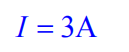 I = 3A